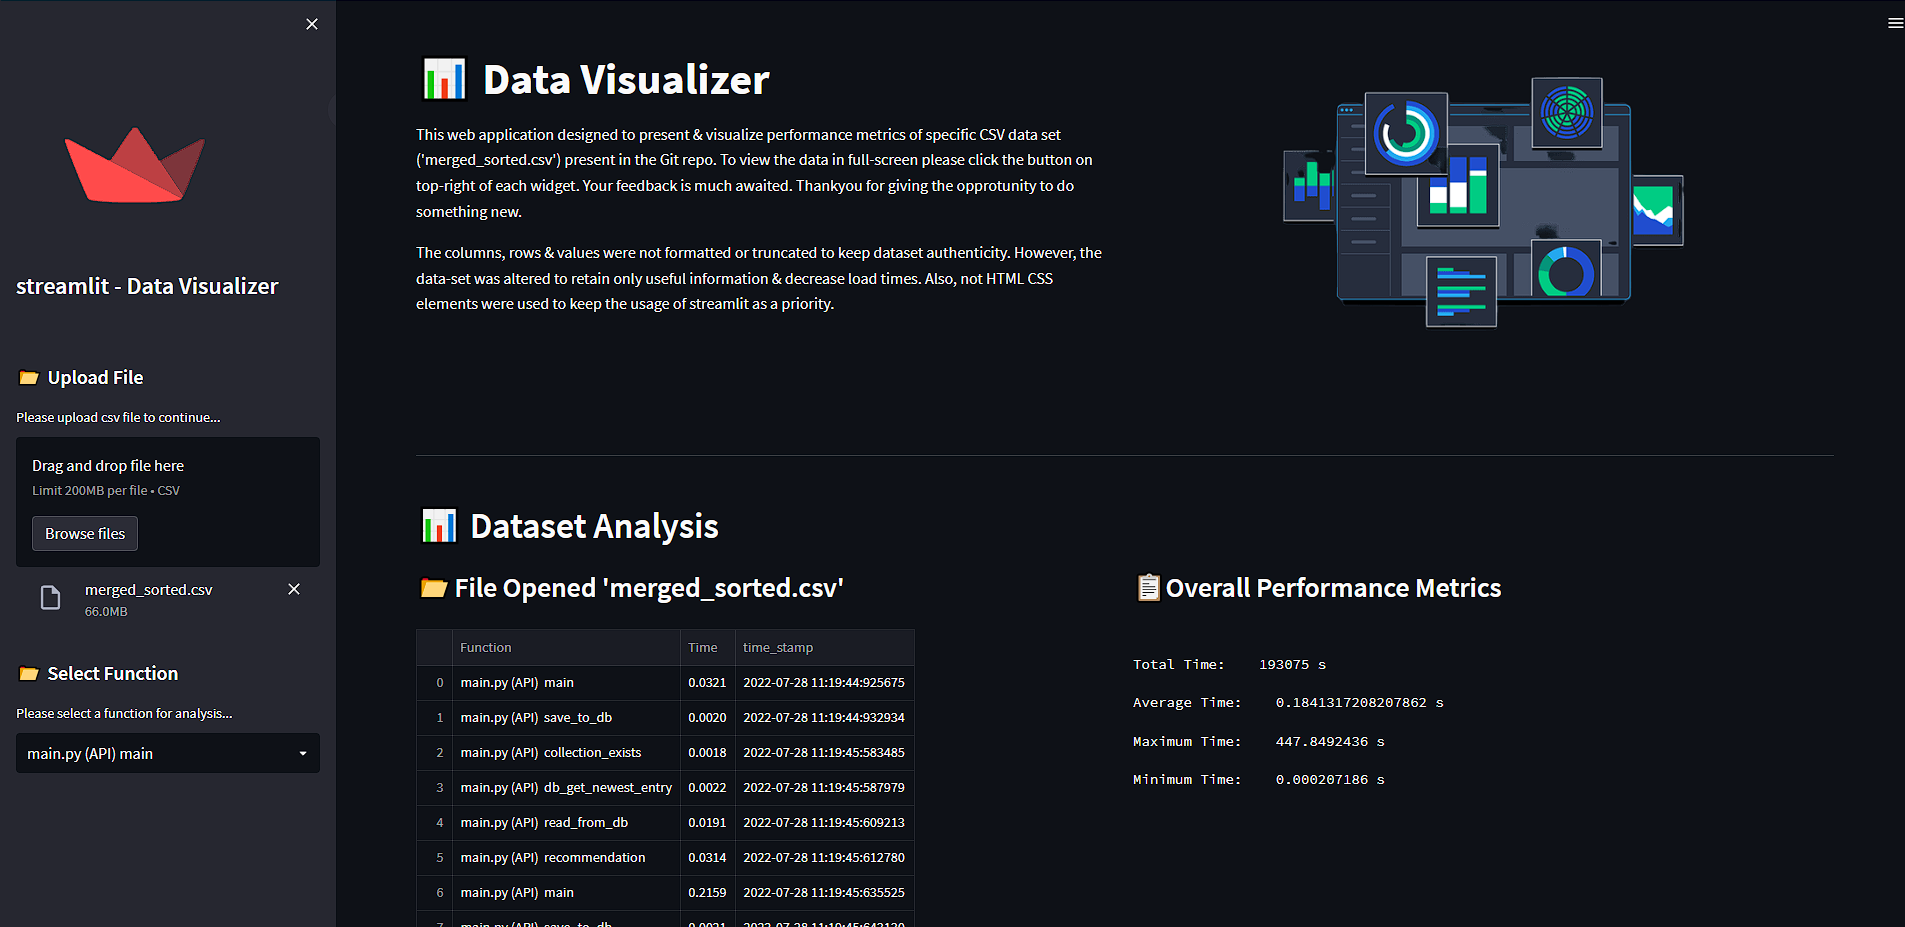 streamlit - Data Visualizer
Upload File
Please upload csv file to continue...
Drag and drop file here
Limit 200MB per file • CSV
Browse files
merged_sorted.csv
66.0MB
Select Function
Please select a function for analysis...
main.py (API) main
Data Visualizer
This web application designed to present & visualize performance metrics of specific CSV data set
('merged_sorted.csv') present in the Git repo. To view the data in full-screen please click the button on
top-right of each widget. Your feedback is much awaited. Thankyou for giving the opprotunity to do
something new.
The columns, rows & values were not formatted or truncated to keep dataset authenticity. However, the
data-set was altered to retain only useful information & decrease load times. Also, not HTML CSS
elements were used to keep the usage of streamlit as a priority.
Dataset Analysis
File Opened 'merged_sorted.csv'
Function Time time_stamp
0 main.py (API) main 0.0321 2022-07-28 11:19:44:925675
1 main.py (API) save_to_db 0.0020 2022-07-28 11:19:44:932934
2 main.py (API) collection_exists 0.0018 2022-07-28 11:19:45:583485
3 main.py (API) db_get_newest_entry 0.0022 2022-07-28 11:19:45:587979
4 main.py (API) read_from_db 0.0191 2022-07-28 11:19:45:609213
5 main.py (API) recommendation 0.0314 2022-07-28 11:19:45:612780
6 main.py (API) main 0.2159 2022-07-28 11:19:45:635525
7 main.py (API) save_to_db 0.0021
Overall Performance Metrics
Total Time: 193075 s
Average Time: 0.1841317208207862 s
Maximum Time: 447.8492436 s
Minimum Time: 0.000207186 s